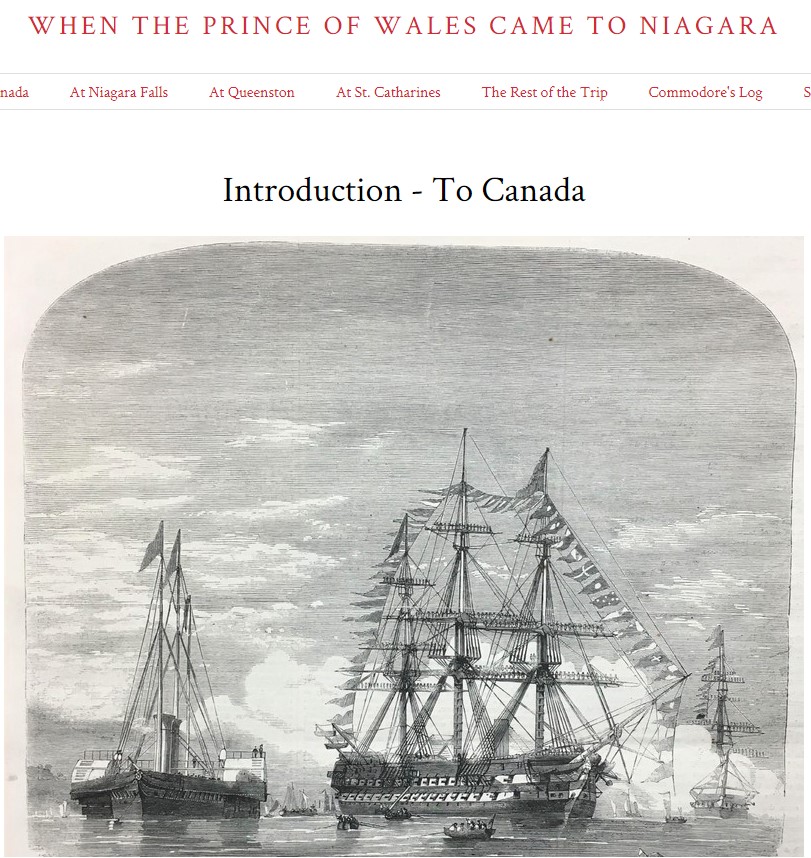 WHEN THE PRINCE OF WALES CAME TO NIAGARA
nada At Niagara Falls At Queenston At St. Catharines The Rest of the Trip Commodore's Log S
Introduction - To Canada